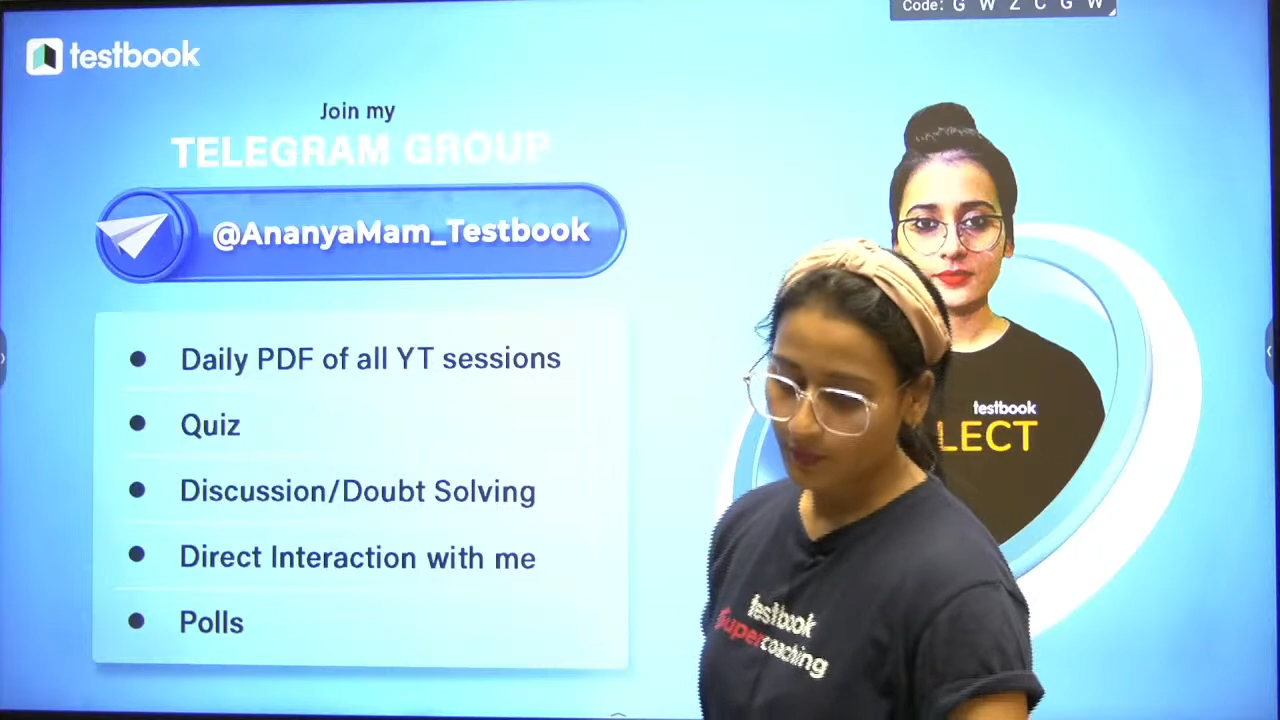 Code: G W Z C G W
testbook
Join my
TELEGRAM GROUP
@AnanyaMam_Testbook
Daily PDF of all YT sessions
Quiz
Discussion/Doubt Solving
Direct Interaction with me
Polls
testbook
LECT
testbook
supercoaching